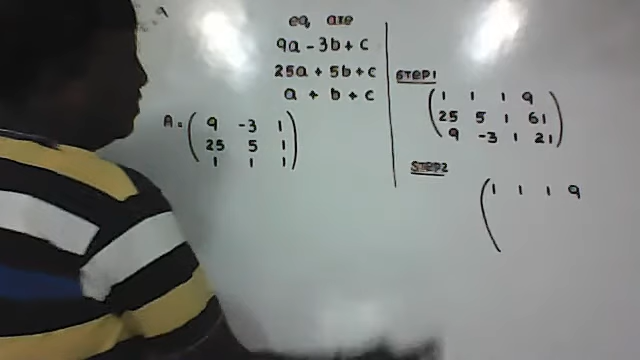 eq. are
9a - 3b + c
25a + 5b + c
a + b + c
A = ( 9 -3 1
25 5 1
1 1 1 )
STEP1
( 1 1 1 9
25 5 1 61
9 -3 1 21 )
STEP2
( 1 1 1 9